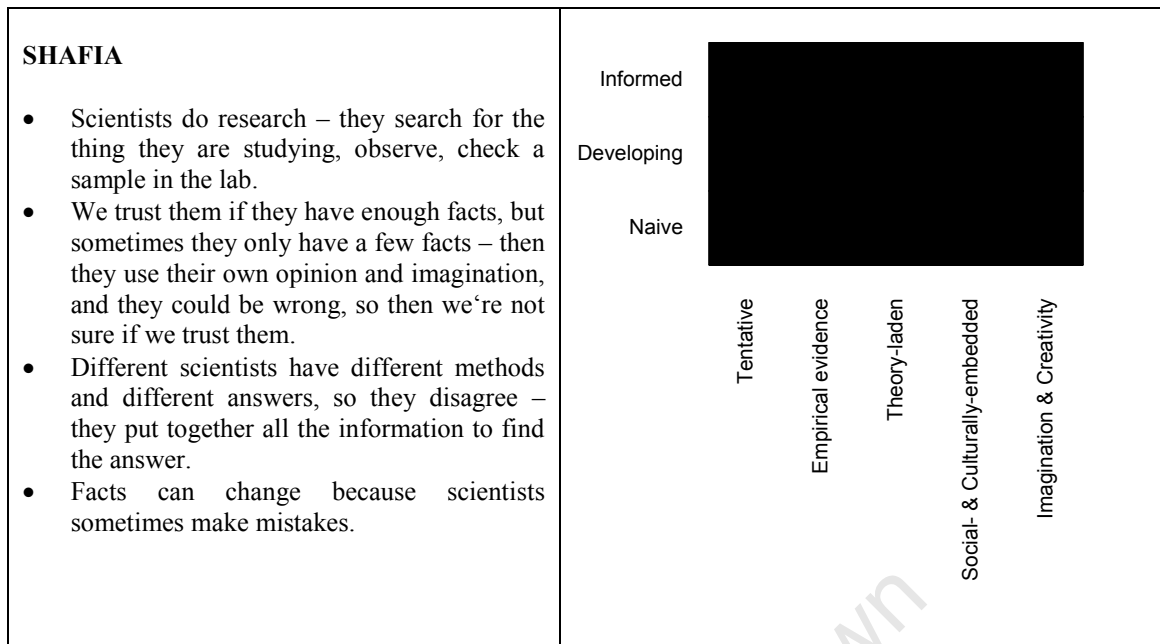 SHAFIA
• Scientists do research – they search for the
thing they are studying, observe, check a
sample in the lab.
• We trust them if they have enough facts, but
sometimes they only have a few facts – then
they use their own opinion and imagination,
and they could be wrong, so then we‘re not
sure if we trust them.
• Different scientists have different methods
and different answers, so they disagree –
they put together all the information to find
the answer.
• Facts can change because scientists
sometimes make mistakes.
Informed
Developing
Naive
Tentative
Empirical evidence
Theory-laden
Social- & Culturally-embedded
Imagination & Creativity
wn